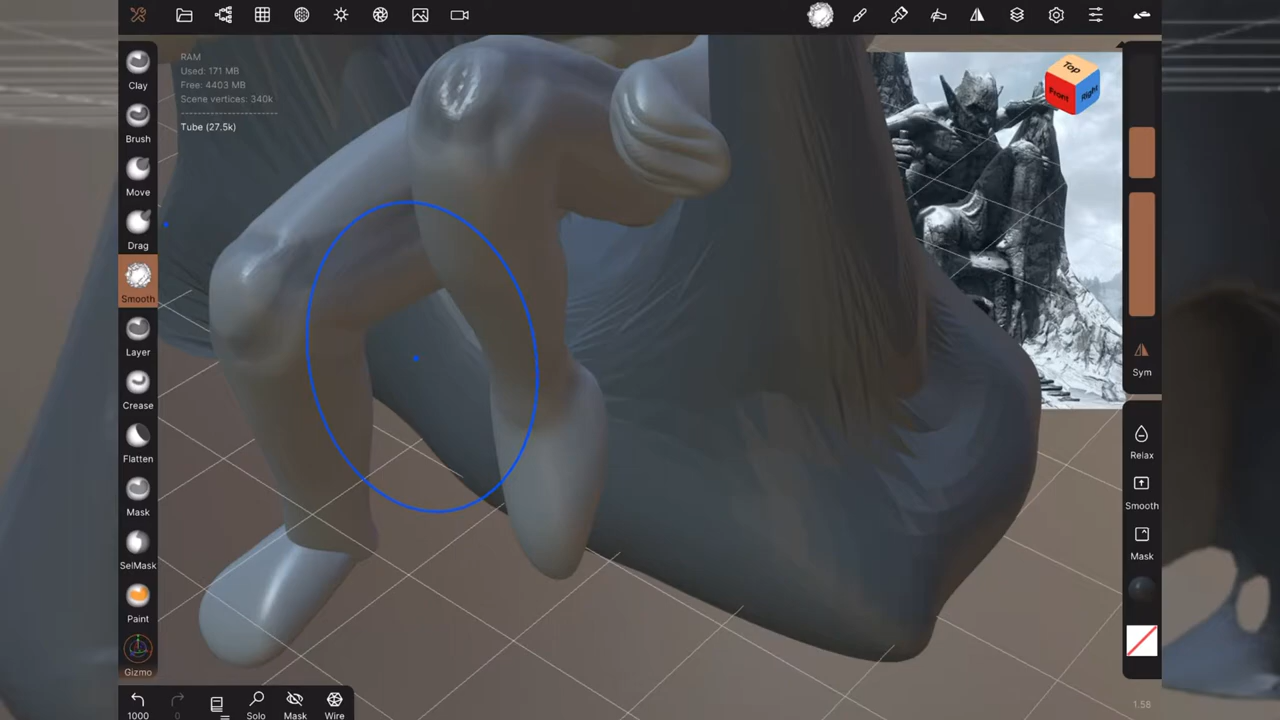 RAM
Used: 171 MB
Free: 4403 MB
Scene vertices: 340k
Tube (27.5k)
Clay
Brush
Move
Drag
Smooth
Layer
Crease
Flatten
Mask
SelMask
Paint
Gizmo
1000
0
Solo
Mask
Wire
Top
Front
Right
Sym
Relax
Smooth
Mask
1.58